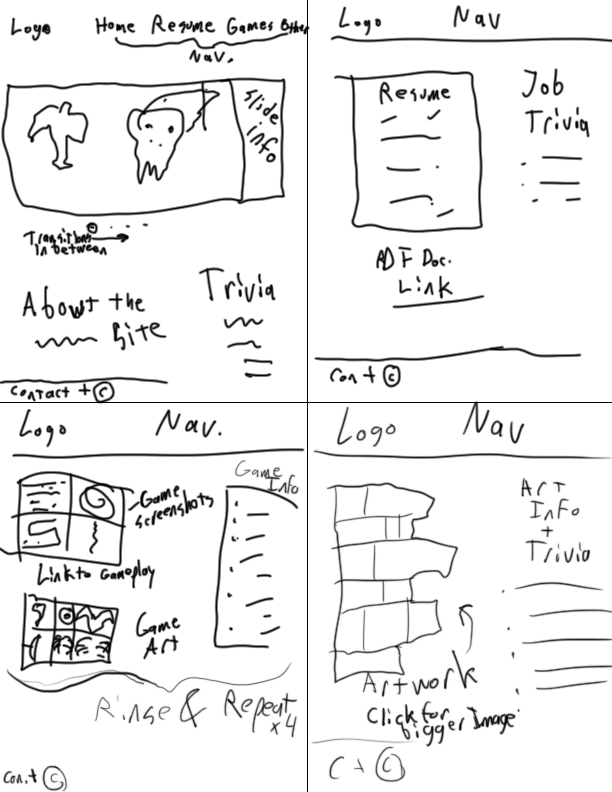 Logo Home Resume Games Other
Nav.
Slide
info
Transitions
In between
About the
Site
Trivia
Contact + ©
Logo Nav
Resume
Job
Trivia
PDF Doc.
Link
Con + ©
Logo Nav.
Game
Info
Game
Screenshots
Link to Gameplay
Game
Art
Rinse & Repeat
x4
Con. + ©
Logo Nav
Art
Info
+
Trivia
Artwork
Click for
bigger Image
C + ©